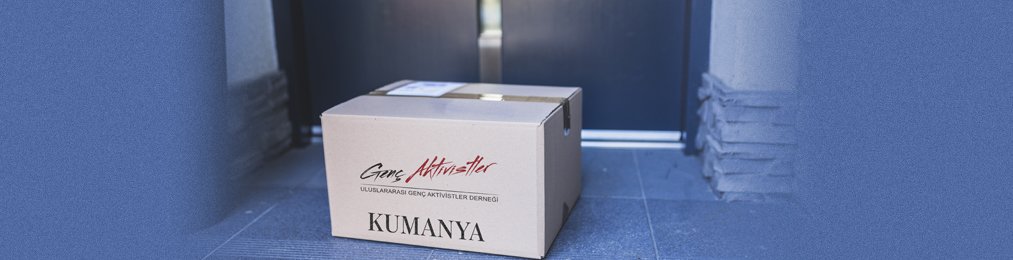 Genç Aktivistler
ULUSLARARASI GENÇ AKTİVİSTLER DERNEĞİ
KUMANYA